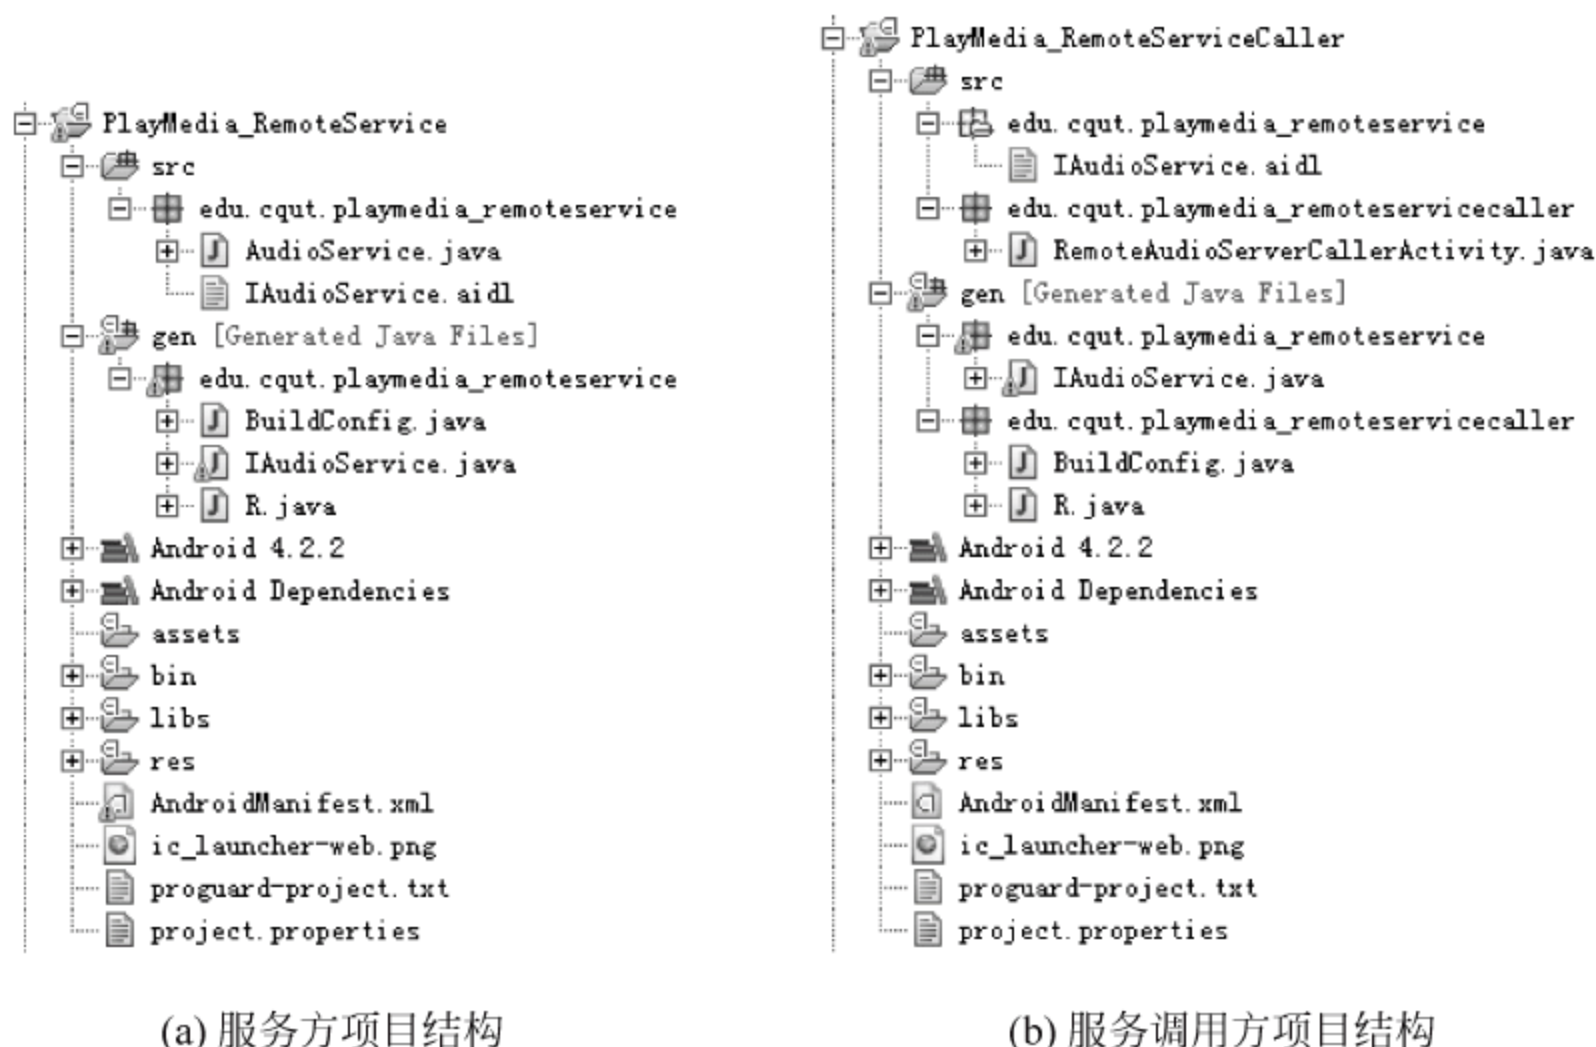 PlayMedia_RemoteService
src
edu.cqut.playmedia_remoteservice
AudioService.java
IAudioService.aidl
gen [Generated Java Files]
edu.cqut.playmedia_remoteservice
BuildConfig.java
IAudioService.java
R.java
Android 4.2.2
Android Dependencies
assets
bin
libs
res
AndroidManifest.xml
ic_launcher-web.png
proguard-project.txt
project.properties
(a) 服务方项目结构
PlayMedia_RemoteServiceCaller
src
edu.cqut.playmedia_remoteservice
IAudioService.aidl
edu.cqut.playmedia_remoteservicecaller
RemoteAudioServerCallerActivity.java
gen [Generated Java Files]
edu.cqut.playmedia_remoteservice
IAudioService.java
edu.cqut.playmedia_remoteservicecaller
BuildConfig.java
R.java
Android 4.2.2
Android Dependencies
assets
bin
libs
res
AndroidManifest.xml
ic_launcher-web.png
proguard-project.txt
project.properties
(b) 服务调用方项目结构